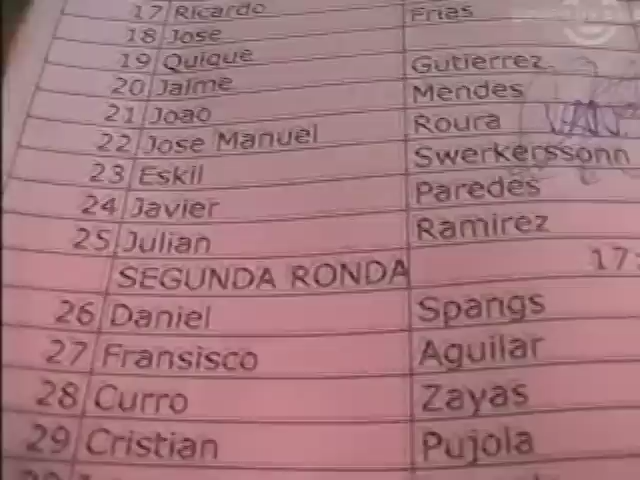 17 Ricardo
18 Jose Frias
19 Quique
20 Jaime Gutierrez
21 Joao Mendes
22 Jose Manuel Roura
23 Eskil Swerkerssonn
24 Javier Paredes
25 Julian Ramirez
SEGUNDA RONDA 17:
26 Daniel Spangs
27 Fransisco Aguilar
28 Curro Zayas
29 Cristian Pujola